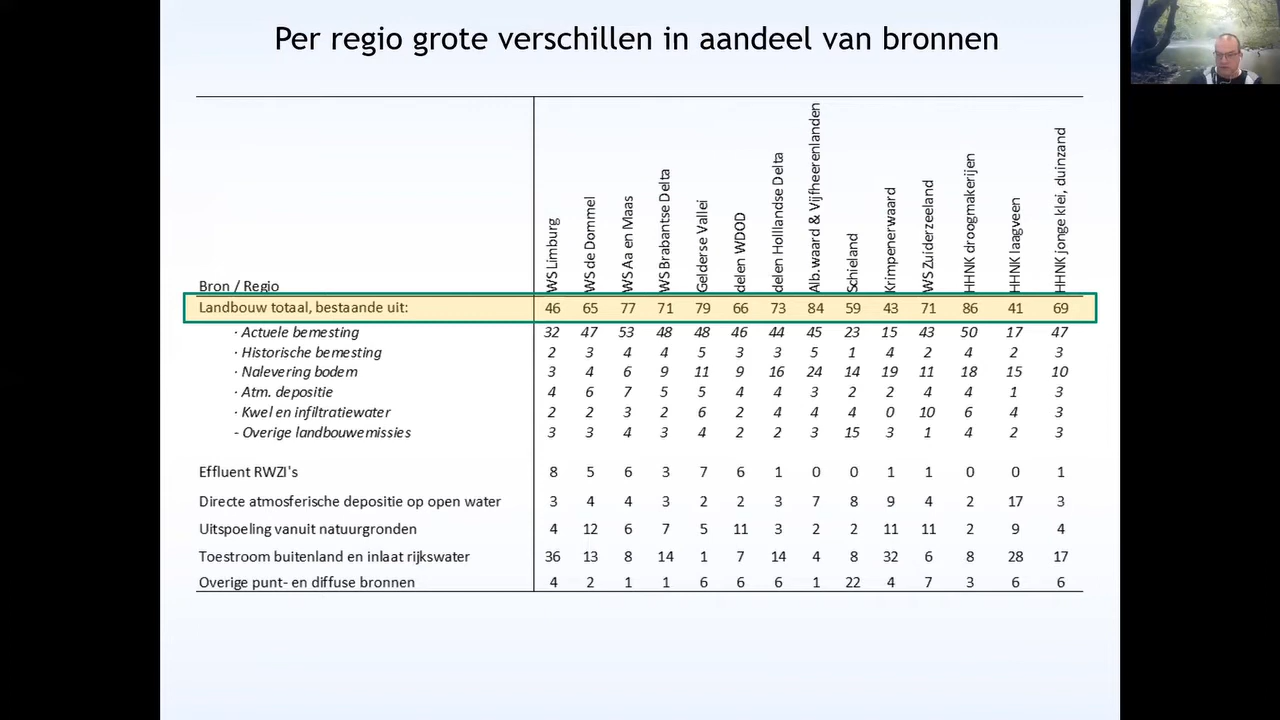 Per regio grote verschillen in aandeel van bronnen
Bron / Regio WS Limburg WS de Dommel WS Aa en Maas WS Brabantse Delta Gelderse Vallei delen WDOD delen Holllandse Delta Alb.waard & Vijfheerenlanden Schieland Krimpenerwaard WS Zuiderzeeland HHNK droogmakerijen HHNK laagveen HHNK jonge klei, duinzand
Landbouw totaal, bestaande uit: 46 65 77 71 79 66 73 84 59 43 71 86 41 69
· Actuele bemesting 32 47 53 48 48 46 44 45 23 15 43 50 17 47
· Historische bemesting 2 3 4 4 5 3 3 5 1 4 2 4 2 3
· Nalevering bodem 3 4 6 9 11 9 16 24 14 19 11 18 15 10
· Atm. depositie 4 6 7 5 5 4 4 3 2 2 4 4 1 3
· Kwel en infiltratiewater 2 2 3 2 6 2 4 4 4 0 10 6 4 3
- Overige landbouwemissies 3 3 4 3 4 2 2 3 15 3 1 4 2 3
Effluent RWZI's 8 5 6 3 7 6 1 0 0 1 1 0 0 1
Directe atmosferische depositie op open water 3 4 4 3 2 2 3 7 8 9 4 2 17 3
Uitspoeling vanuit natuurgronden 4 12 6 7 5 11 3 2 2 11 11 2 9 4
Toestroom buitenland en inlaat rijkswater 36 13 8 14 1 7 14 4 8 32 6 8 28 17
Overige punt- en diffuse bronnen 4 2 1 1 6 6 6 1 22 4 7 3 6 6